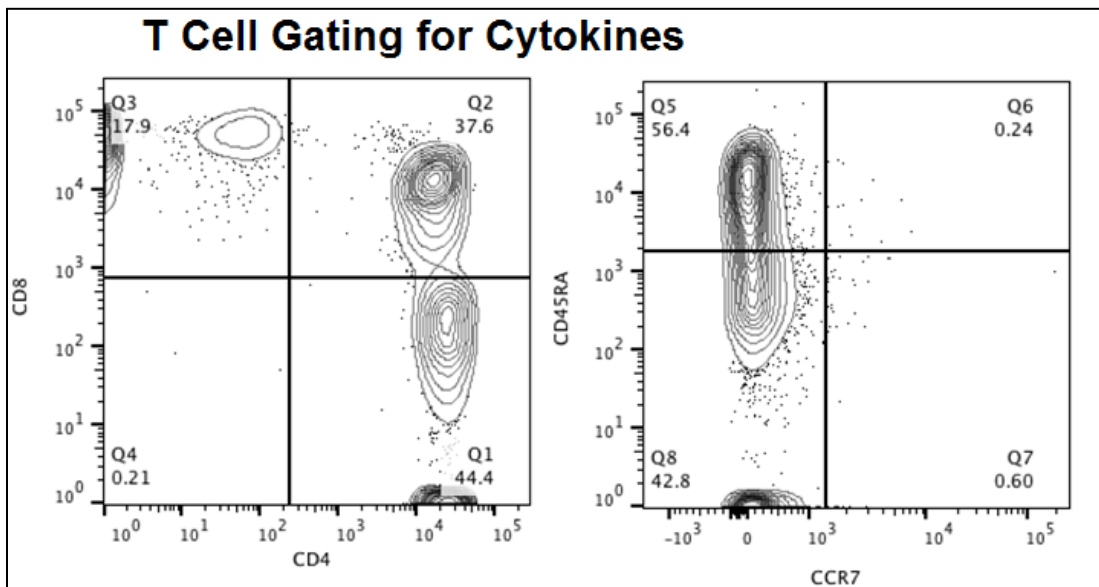 T Cell Gating for Cytokines
Q3
17.9
Q2
37.6
Q4
0.21
Q1
44.4
10^5
10^4
10^3
10^2
10^1
10^0
CD8
10^0 10^1 10^2 10^3 10^4 10^5
CD4
Q5
56.4
Q6
0.24
Q8
42.8
Q7
0.60
10^5
10^4
10^3
10^2
10^1
10^0
CD45RA
-10^3 0 10^3 10^4 10^5
CCR7